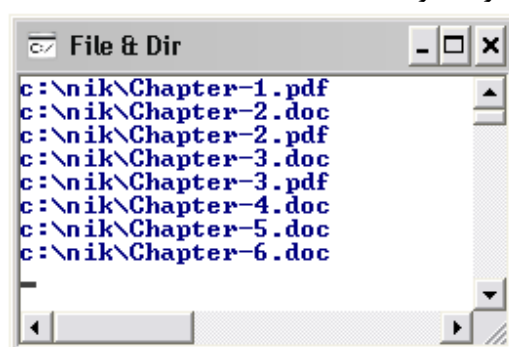 File & Dir
c:\nik\Chapter-1.pdf
c:\nik\Chapter-2.doc
c:\nik\Chapter-2.pdf
c:\nik\Chapter-3.doc
c:\nik\Chapter-3.pdf
c:\nik\Chapter-4.doc
c:\nik\Chapter-5.doc
c:\nik\Chapter-6.doc